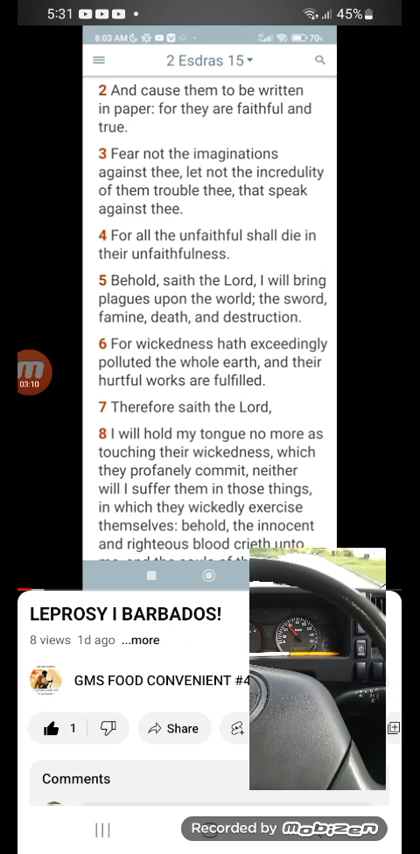 5:31
45%
8:03 AM
70%
2 Esdras 15
2 And cause them to be written
in paper: for they are faithful and
true.
3 Fear not the imaginations
against thee, let not the incredulity
of them trouble thee, that speak
against thee.
4 For all the unfaithful shall die in
their unfaithfulness.
5 Behold, saith the Lord, I will bring
plagues upon the world; the sword,
famine, death, and destruction.
6 For wickedness hath exceedingly
polluted the whole earth, and their
hurtful works are fulfilled.
7 Therefore saith the Lord,
8 I will hold my tongue no more as
touching their wickedness, which
they profanely commit, neither
will I suffer them in those things,
in which they wickedly exercise
themselves: behold, the innocent
and righteous blood crieth unto
03:10
LEPROSY I BARBADOS!
8 views 1d ago ...more
GMS FOOD CONVENIENT #4
1
Share
Comments
Recorded by mobizen